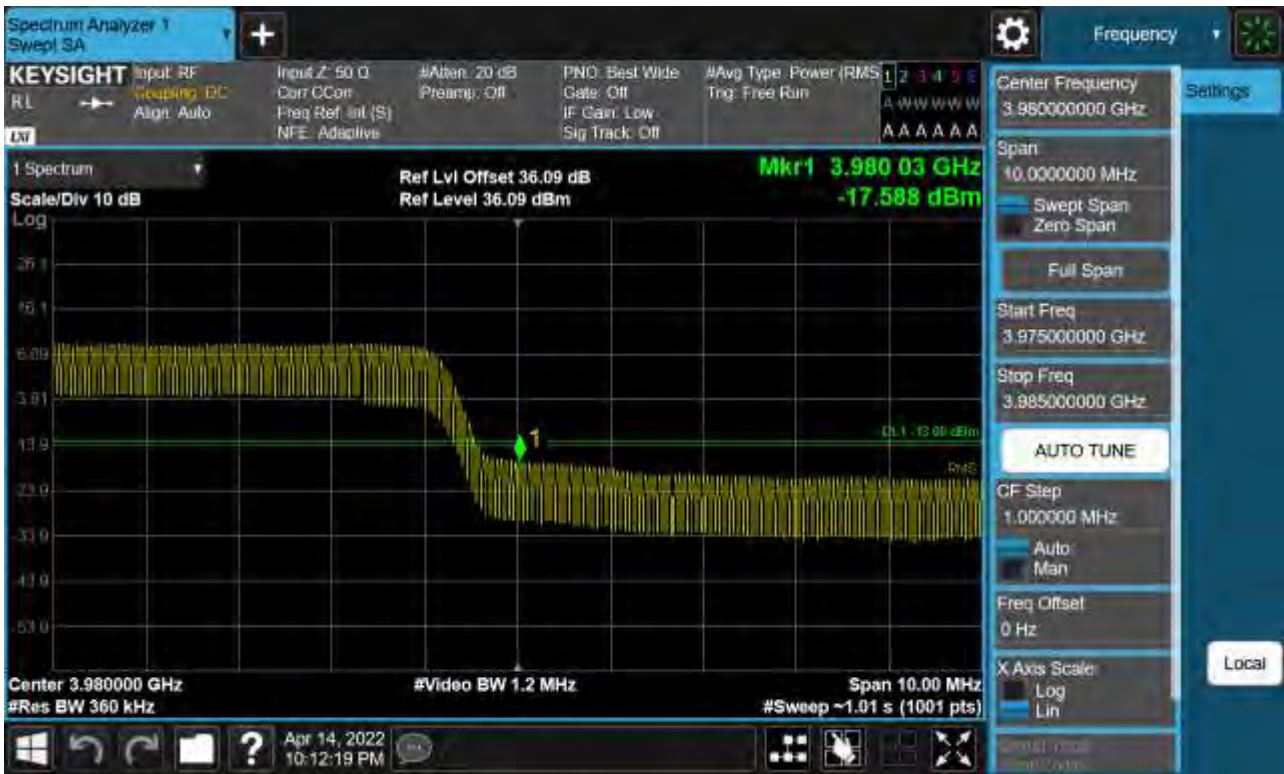 Spectrum Analyzer 1
Swept SA
Frequency
KEYSIGHT
RL
Input: RF
Coupling: DC
Align: Auto
Input Z: 50 Ω
Corr CCorr
Freq Ref: Int (S)
NFE: Adaptive
#Atten: 20 dB
Preamp: Off
PNO: Best Wide
Gate: Off
IF Gain: Low
Sig Track: Off
#Avg Type: Power (RMS
Trig: Free Run
1 2 3 4 5 6
A W W W W W
A A A A A A
LXI
1 Spectrum
Scale/Div 10 dB
Log
Ref Lvl Offset 36.09 dB
Ref Level 36.09 dBm
Mkr1 3.980 03 GHz
-17.588 dBm
26.1
16.1
6.09
-3.91
-13.9
-23.9
-33.9
-43.9
-53.9
1
DL1 -13.00 dBm
RMS
Center 3.980000 GHz
#Res BW 360 kHz
#Video BW 1.2 MHz
Span 10.00 MHz
#Sweep ~1.01 s (1001 pts)
Center Frequency
3.980000000 GHz
Settings
Span
10.0000000 MHz
Swept Span
Zero Span
Full Span
Start Freq
3.975000000 GHz
Stop Freq
3.985000000 GHz
AUTO TUNE
CF Step
1.000000 MHz
Auto
Man
Freq Offset
0 Hz
X Axis Scale
Log
Lin
Local
?
Apr 14, 2022
10:12:19 PM